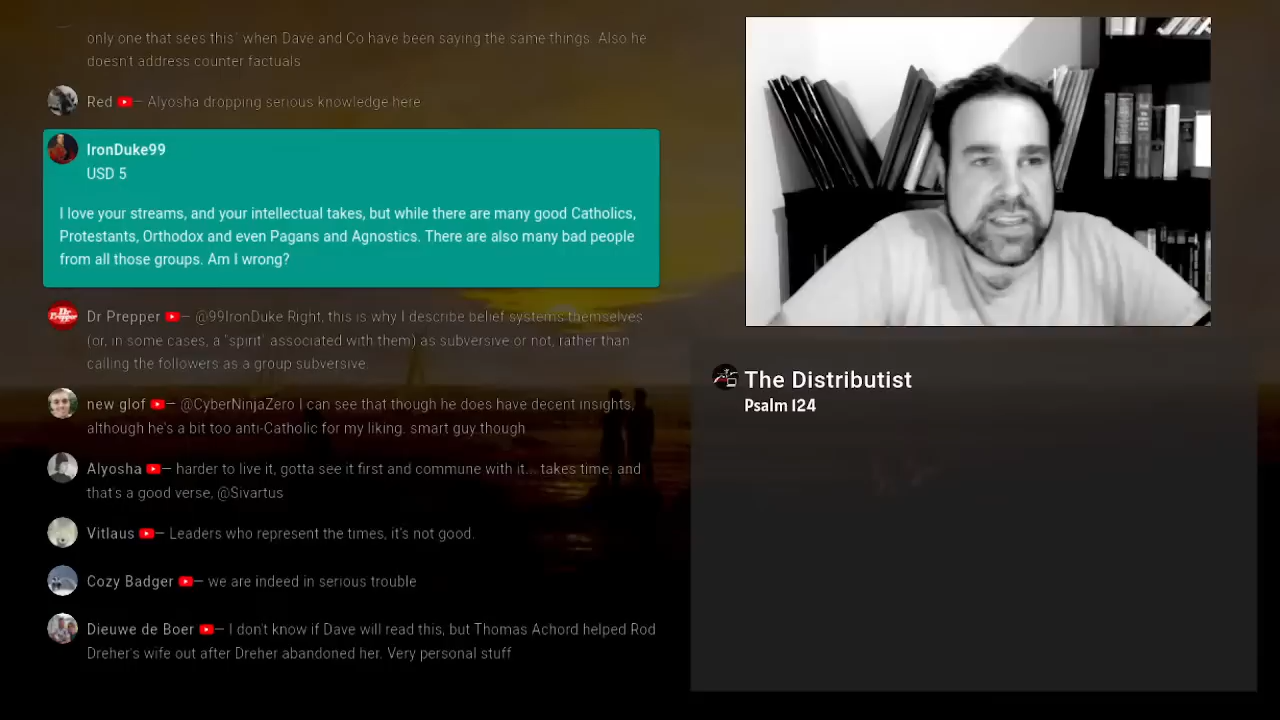 only one that sees this" when Dave and Co have been saying the same things. Also he
doesn't address counter factuals
Red — Alyosha dropping serious knowledge here
IronDuke99
USD 5
I love your streams, and your intellectual takes, but while there are many good Catholics,
Protestants, Orthodox and even Pagans and Agnostics. There are also many bad people
from all those groups. Am I wrong?
Dr Prepper — @99IronDuke Right, this is why I describe belief systems themselves
(or, in some cases, a "spirit" associated with them) as subversive or not, rather than
calling the followers as a group subversive.
new glof — @CyberNinjaZero I can see that though he does have decent insights,
although he's a bit too anti-Catholic for my liking. smart guy though
Alyosha — harder to live it, gotta see it first and commune with it... takes time, and
that's a good verse, @Sivartus
Vitlaus — Leaders who represent the times, it's not good.
Cozy Badger — we are indeed in serious trouble
Dieuwe de Boer — I don't know if Dave will read this, but Thomas Achord helped Rod
Dreher's wife out after Dreher abandoned her. Very personal stuff
The Distributist
Psalm 124